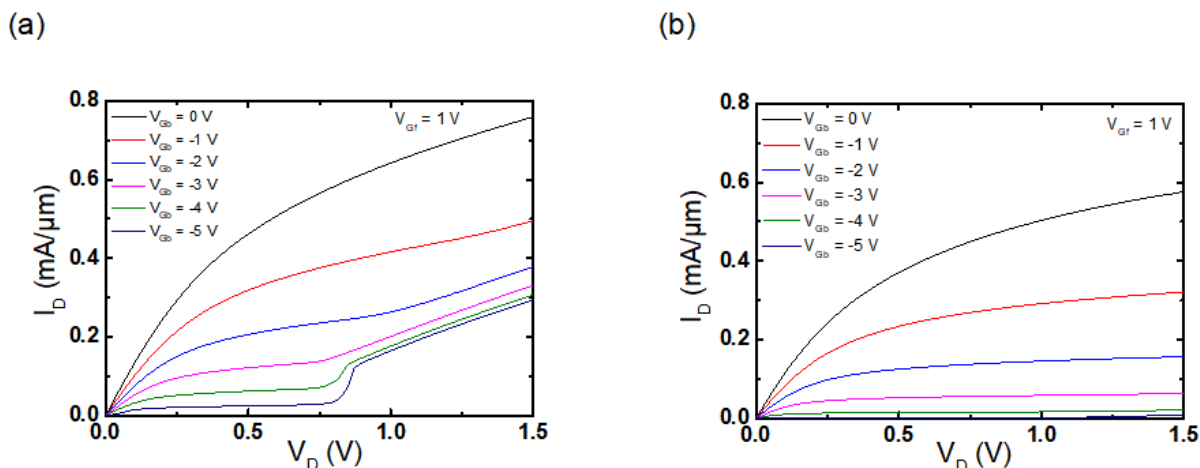 (a)
(b)
0.8
0.6
0.4
0.2
0.0
I_D (mA/μm)
V_Gb = 0 V
V_Gb = -1 V
V_Gb = -2 V
V_Gb = -3 V
V_Gb = -4 V
V_Gb = -5 V
V_Gf = 1 V
0.0 0.5 1.0 1.5
V_D (V)
0.8
0.6
0.4
0.2
0.0
I_D (mA/μm)
V_Gb = 0 V
V_Gb = -1 V
V_Gb = -2 V
V_Gb = -3 V
V_Gb = -4 V
V_Gb = -5 V
V_Gf = 1 V
0.0 0.5 1.0 1.5
V_D (V)